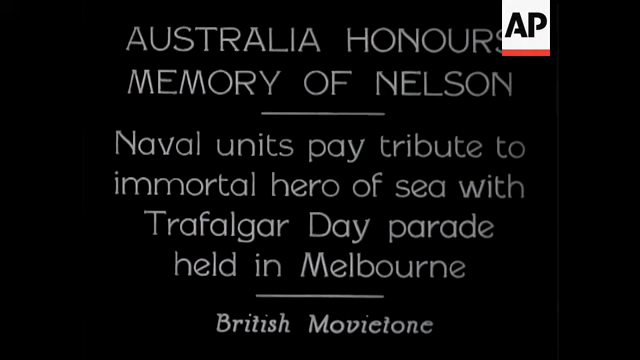 AP
AUSTRALIA HONOURS
MEMORY OF NELSON
Naval units pay tribute to
immortal hero of sea with
Trafalgar Day parade
held in Melbourne
British Movietone